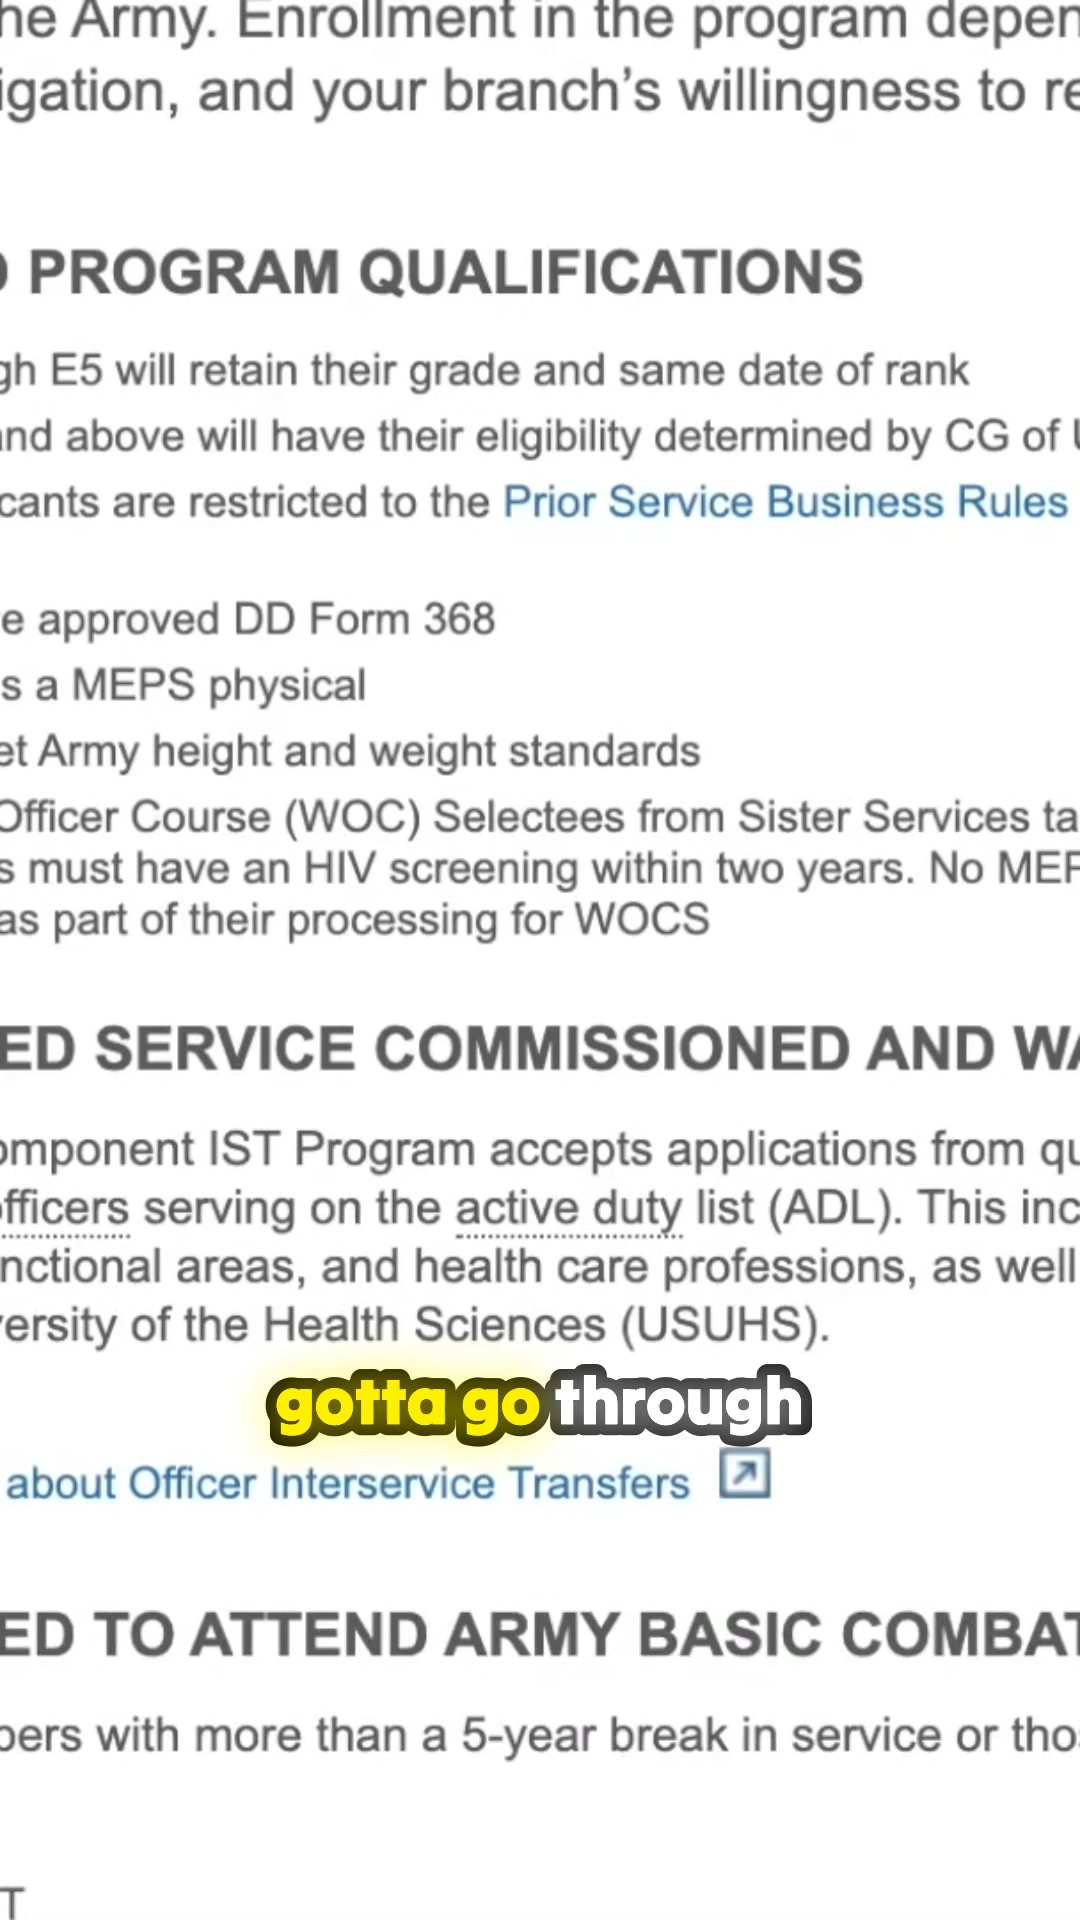 he Army. Enrollment in the program depen
igation, and your branch's willingness to re
PROGRAM QUALIFICATIONS
gh E5 will retain their grade and same date of rank
nd above will have their eligibility determined by CG of U
cants are restricted to the Prior Service Business Rules
e approved DD Form 368
s a MEPS physical
et Army height and weight standards
Officer Course (WOC) Selectees from Sister Services ta
s must have an HIV screening within two years. No MEP
as part of their processing for WOCS
ED SERVICE COMMISSIONED AND WA
omponent IST Program accepts applications from qu
officers serving on the active duty list (ADL). This inc
nctional areas, and health care professions, as well
versity of the Health Sciences (USUHS).
gotta go through
about Officer Interservice Transfers
ED TO ATTEND ARMY BASIC COMBAT
bers with more than a 5-year break in service or tho
T